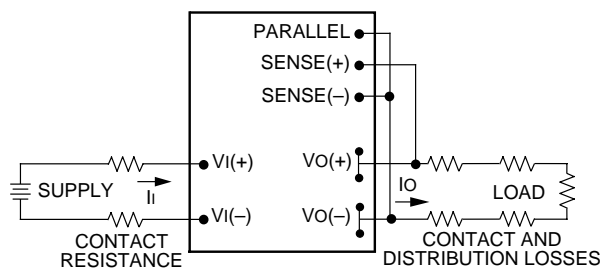 PARALLEL
SENSE(+)
SENSE(–)
VI(+)
VO(+)
SUPPLY
II
IO
LOAD
VI(–)
VO(–)
CONTACT
RESISTANCE
CONTACT AND
DISTRIBUTION LOSSES